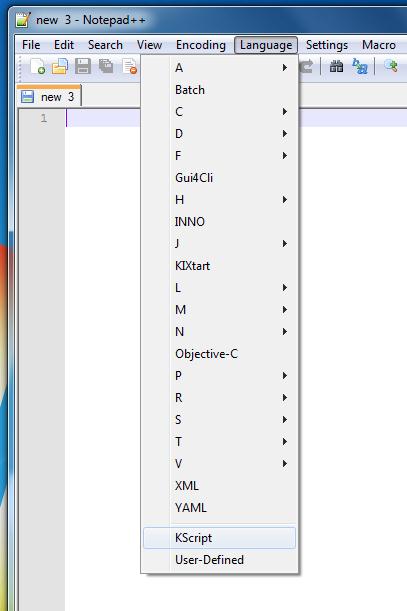 new 3 - Notepad++
File Edit Search View Encoding Language Settings Macro
new 3
1
A
Batch
C
D
F
Gui4Cli
H
INNO
J
KIXtart
L
M
N
Objective-C
P
R
S
T
V
XML
YAML
KScript
User-Defined